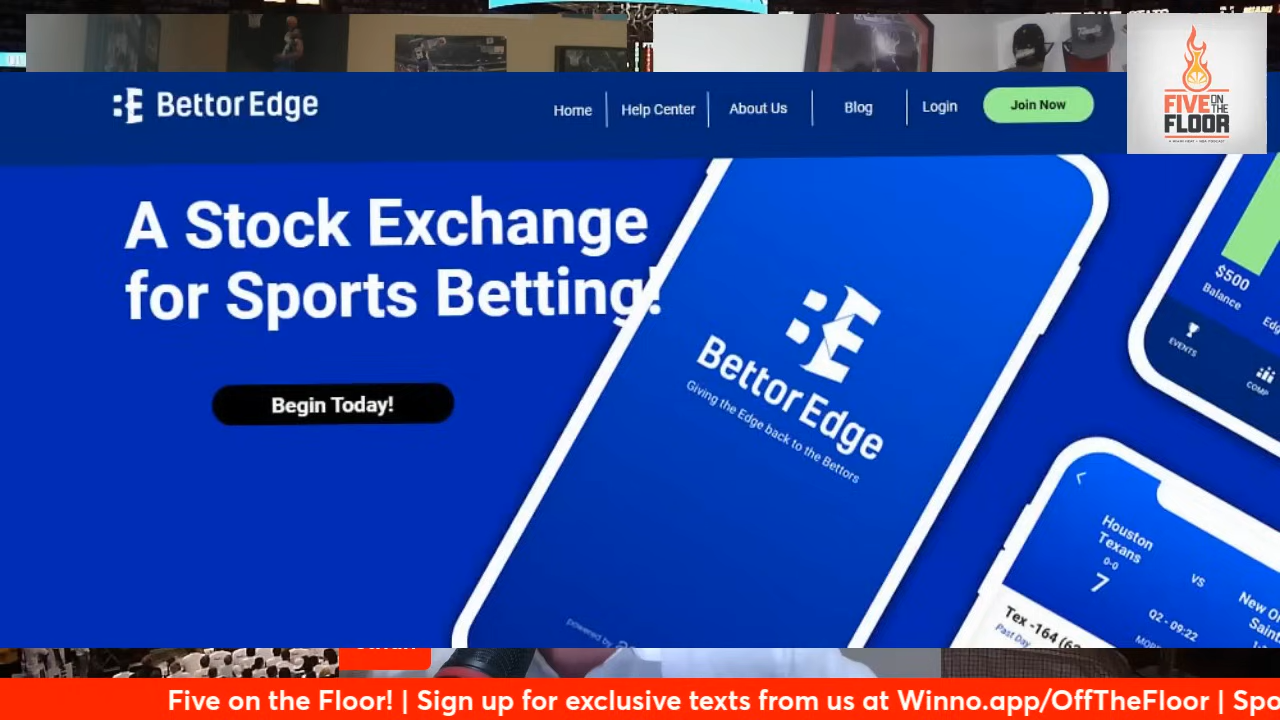 BettorEdge
Home
Help Center
About Us
Blog
Login
Join Now
FIVE ON THE
FLOOR
A Stock Exchange
for Sports Betting!
Begin Today!
BettorEdge
Giving the Edge back to the Bettors
powered by
$500
Balance
EVENTS
COMP
Houston
Texans
0-0
7
VS
Q2 - 09:22
Tex -164
Past Day
Five on the Floor! | Sign up for exclusive texts from us at Winno.app/OffTheFloor | Spo